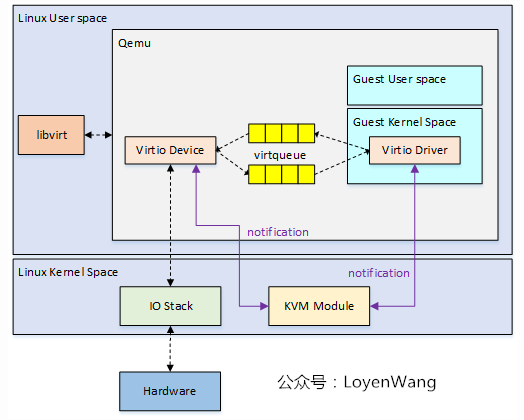 Linux User space
Qemu
Guest User space
Guest Kernel Space
libvirt
Virtio Device
virtqueue
Virtio Driver
notification
Linux Kernel Space
notification
IO Stack
KVM Module
Hardware
公众号：LoyenWang